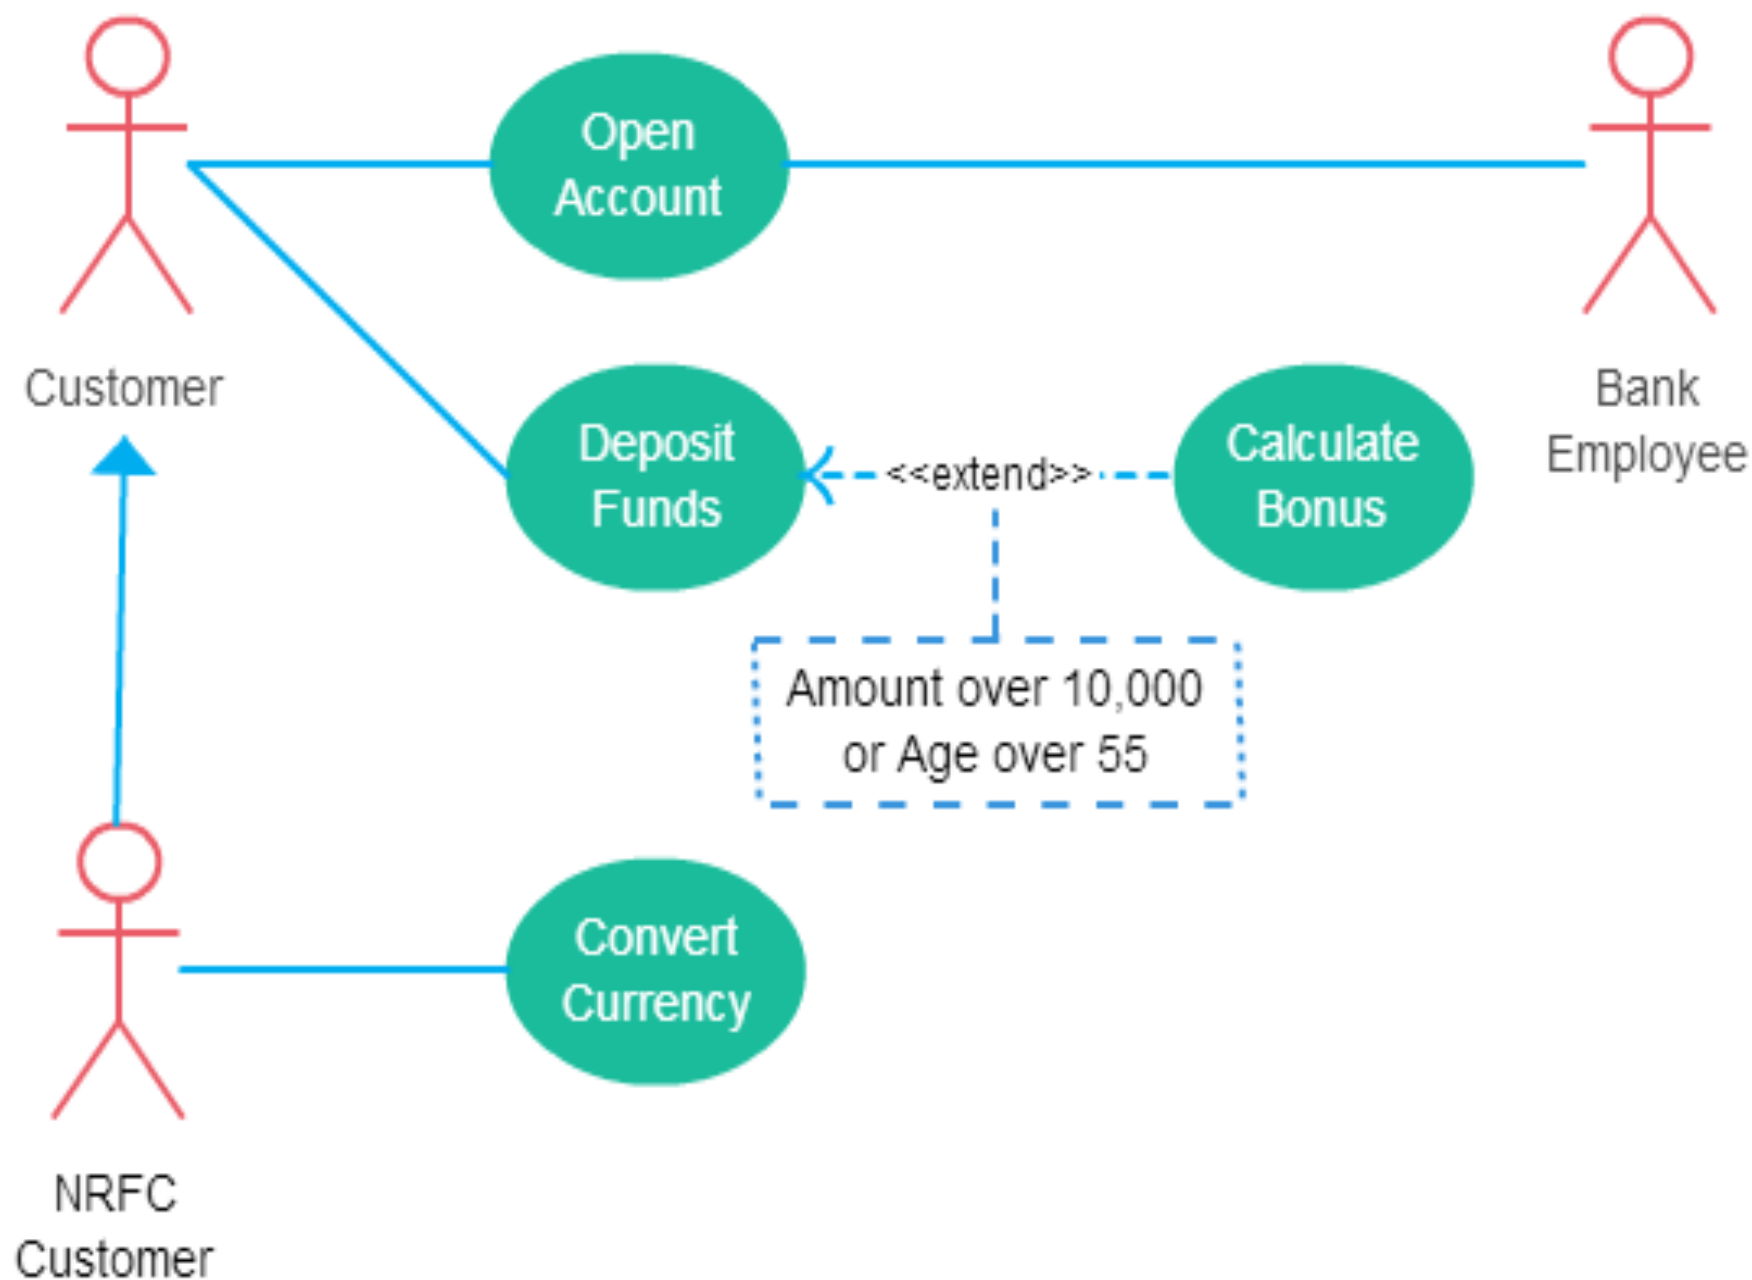 Open
Account
Customer
Bank
Employee
Deposit
Funds
<<extend>>
Calculate
Bonus
Amount over 10,000
or Age over 55
Convert
Currency
NRFC
Customer